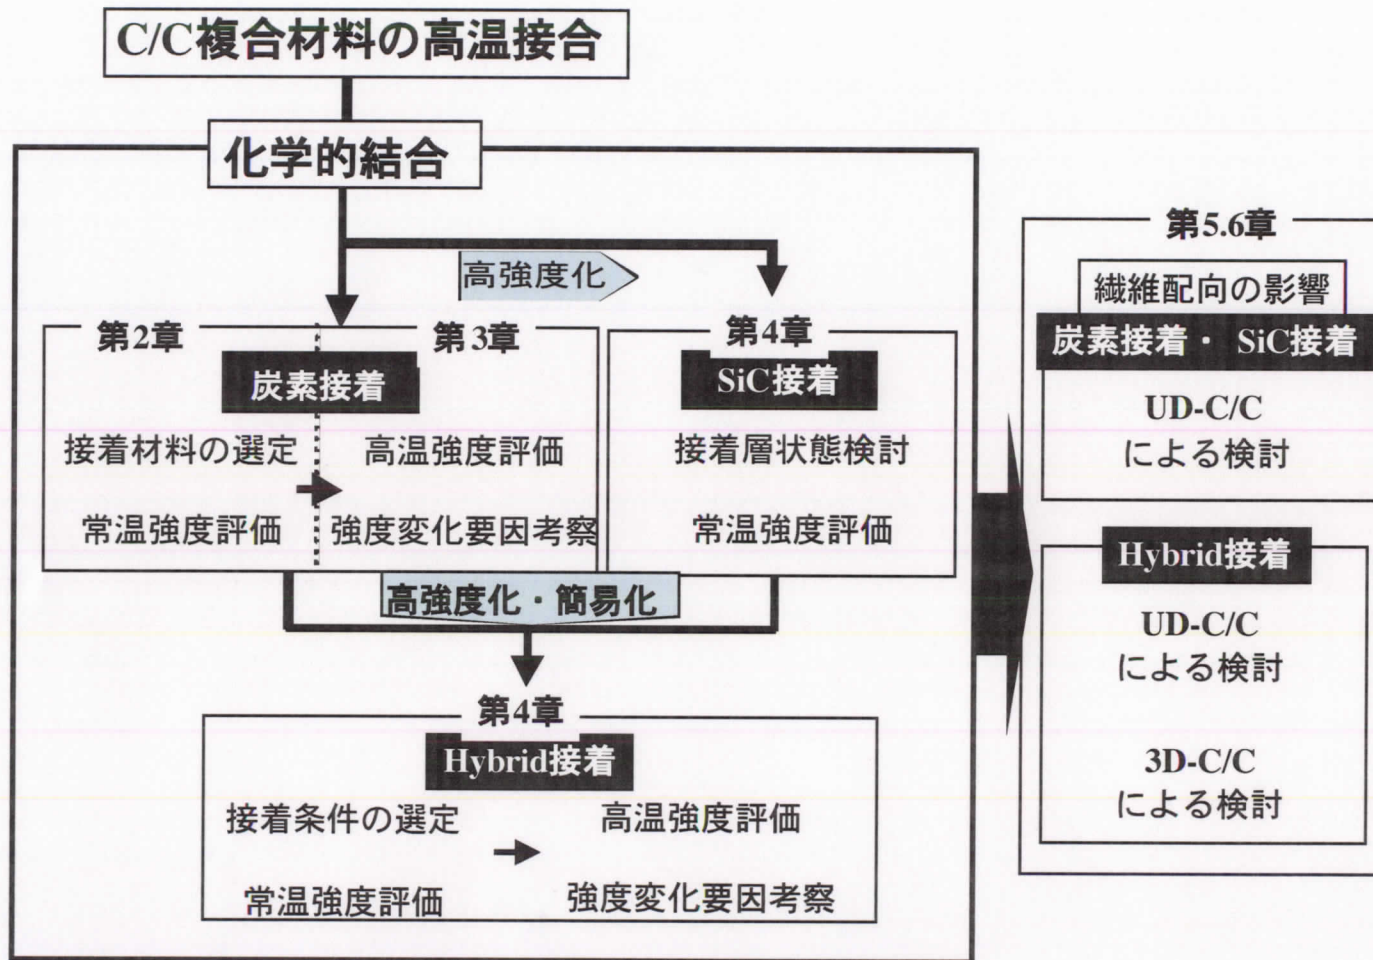 C/C複合材料の高温接合
化学的結合
高強度化
第2章
第3章
炭素接着
接着材料の選定
高温強度評価
常温強度評価
強度変化要因考察
第4章
SiC接着
接着層状態検討
常温強度評価
高強度化・簡易化
第4章
Hybrid接着
接着条件の選定
高温強度評価
常温強度評価
強度変化要因考察
第5.6章
繊維配向の影響
炭素接着・ SiC接着
UD-C/C
による検討
Hybrid接着
UD-C/C
による検討
3D-C/C
による検討